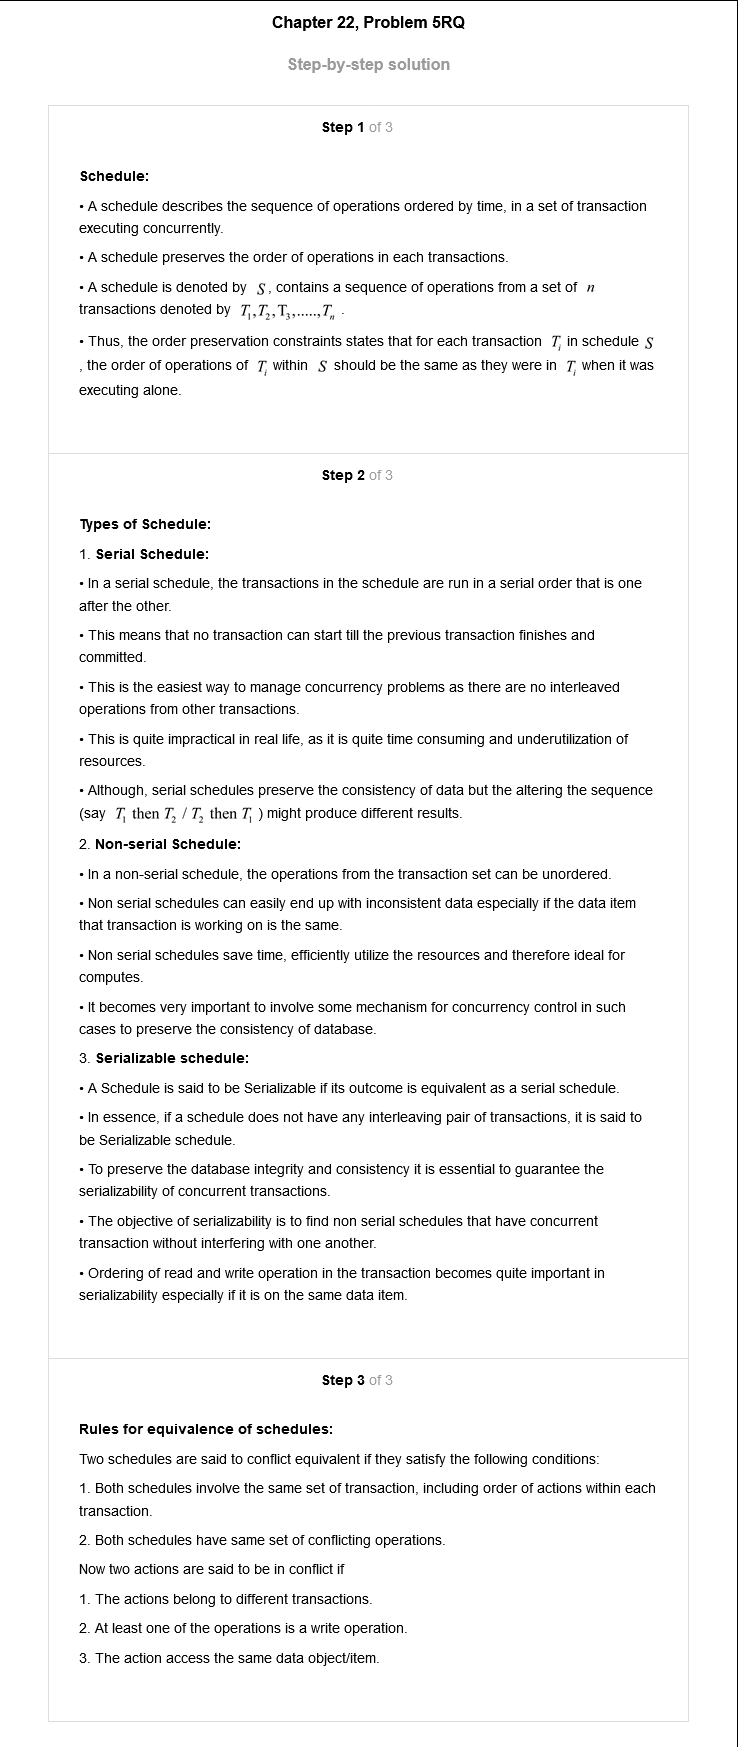 Chapter 22, Problem 5RQ
Step-by-step solution
Step 1 of 3
Schedule:
• A schedule describes the sequence of operations ordered by time, in a set of transaction
executing concurrently.
• A schedule preserves the order of operations in each transactions.
• A schedule is denoted by S, contains a sequence of operations from a set of n
transactions denoted by T₁,T₂,T₃,.....,Tₙ .
• Thus, the order preservation constraints states that for each transaction Tᵢ in schedule S
, the order of operations of Tᵢ within S should be the same as they were in Tᵢ when it was
executing alone.
Step 2 of 3
Types of Schedule:
1. Serial Schedule:
• In a serial schedule, the transactions in the schedule are run in a serial order that is one
after the other.
• This means that no transaction can start till the previous transaction finishes and
committed.
• This is the easiest way to manage concurrency problems as there are no interleaved
operations from other transactions.
• This is quite impractical in real life, as it is quite time consuming and underutilization of
resources.
• Although, serial schedules preserve the consistency of data but the altering the sequence
(say T₁ then T₂ / T₂ then T₁ ) might produce different results.
2. Non-serial Schedule:
• In a non-serial schedule, the operations from the transaction set can be unordered.
• Non serial schedules can easily end up with inconsistent data especially if the data item
that transaction is working on is the same.
• Non serial schedules save time, efficiently utilize the resources and therefore ideal for
computes.
• It becomes very important to involve some mechanism for concurrency control in such
cases to preserve the consistency of database.
3. Serializable schedule:
• A Schedule is said to be Serializable if its outcome is equivalent as a serial schedule.
• In essence, if a schedule does not have any interleaving pair of transactions, it is said to
be Serializable schedule.
• To preserve the database integrity and consistency it is essential to guarantee the
serializability of concurrent transactions.
• The objective of serializability is to find non serial schedules that have concurrent
transaction without interfering with one another.
• Ordering of read and write operation in the transaction becomes quite important in
serializability especially if it is on the same data item.
Step 3 of 3
Rules for equivalence of schedules:
Two schedules are said to conflict equivalent if they satisfy the following conditions:
1. Both schedules involve the same set of transaction, including order of actions within each
transaction.
2. Both schedules have same set of conflicting operations.
Now two actions are said to be in conflict if
1. The actions belong to different transactions.
2. At least one of the operations is a write operation.
3. The action access the same data object/item.